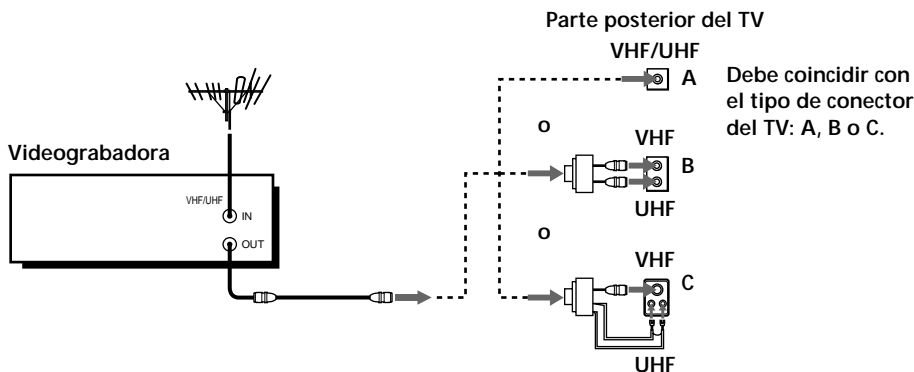 Parte posterior del TV
VHF/UHF
A
Debe coincidir con
el tipo de conector
del TV: A, B o C.
o
VHF
B
UHF
Videograbadora
VHF/UHF
IN
OUT
o
VHF
C
UHF